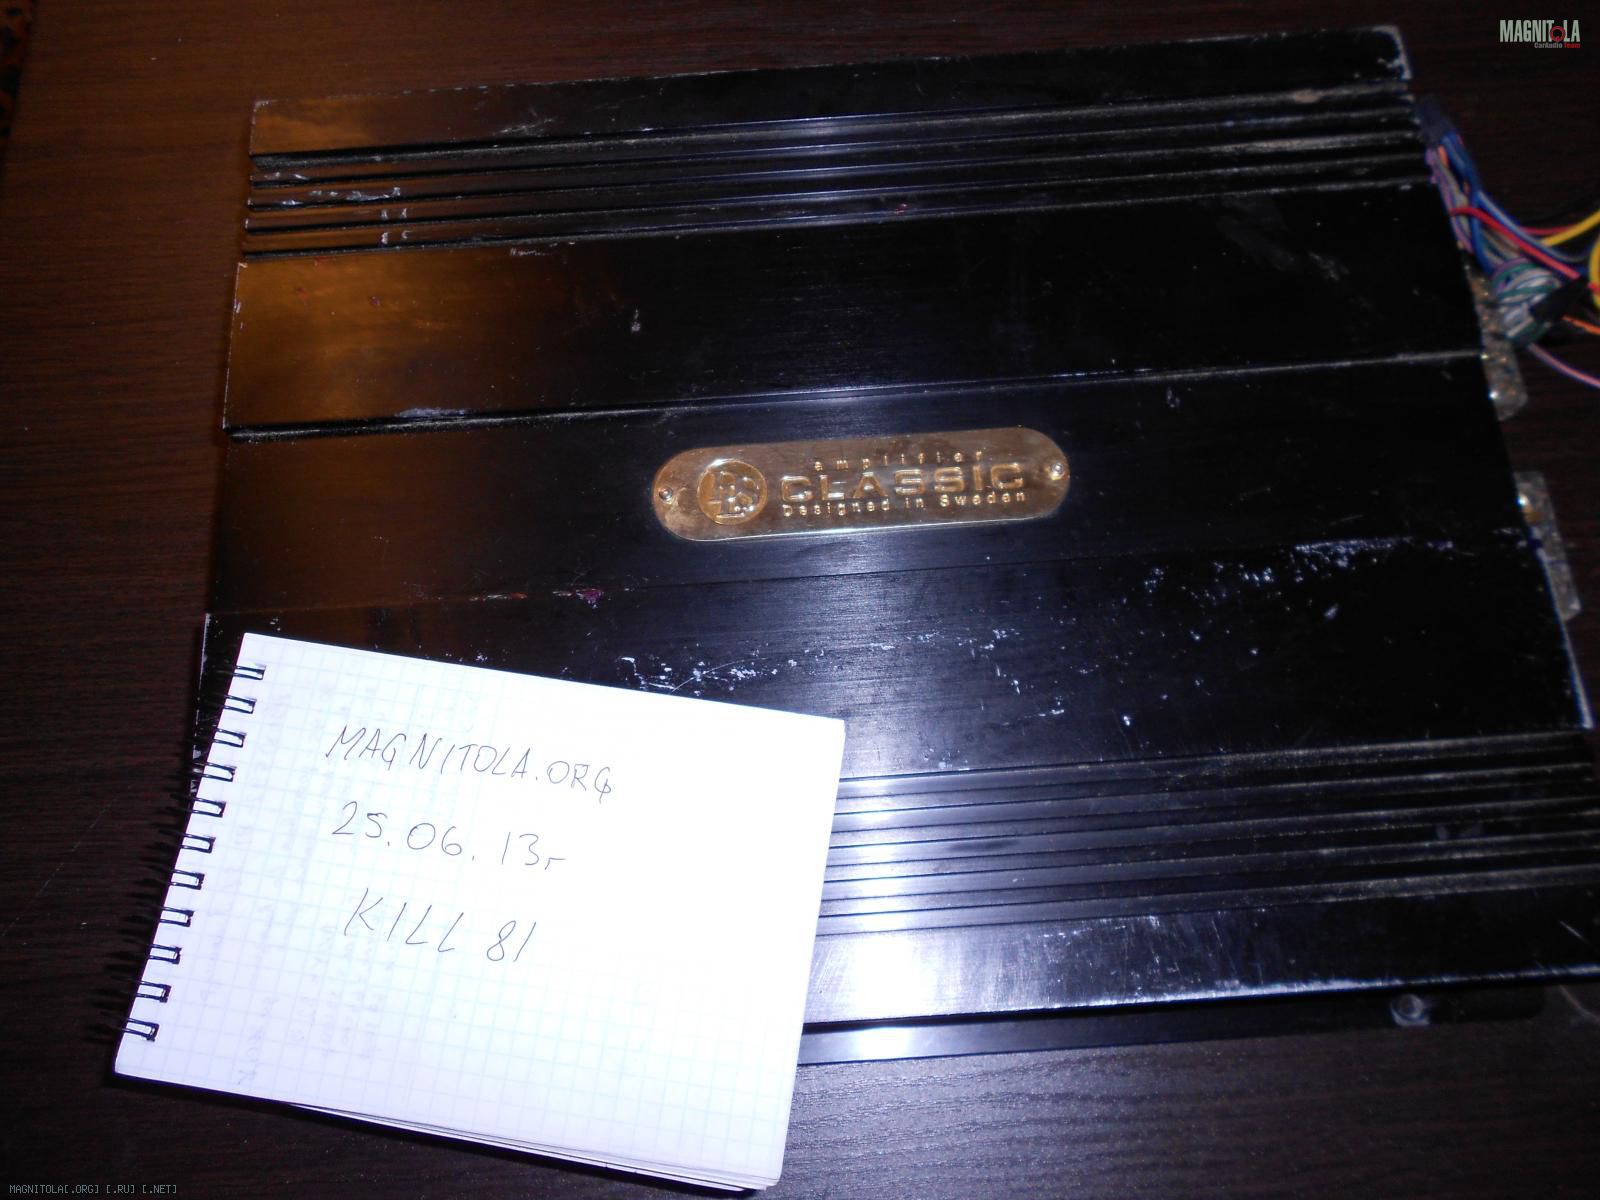 MAGNITOLA
CarAudio Team
amplifier
DLS CLASSIC
Designed in Sweden
MAGNITOLA.ORG
25.06.13г
KILL 81
MAGNITOLA[.ORG] [.RU] [.NET]